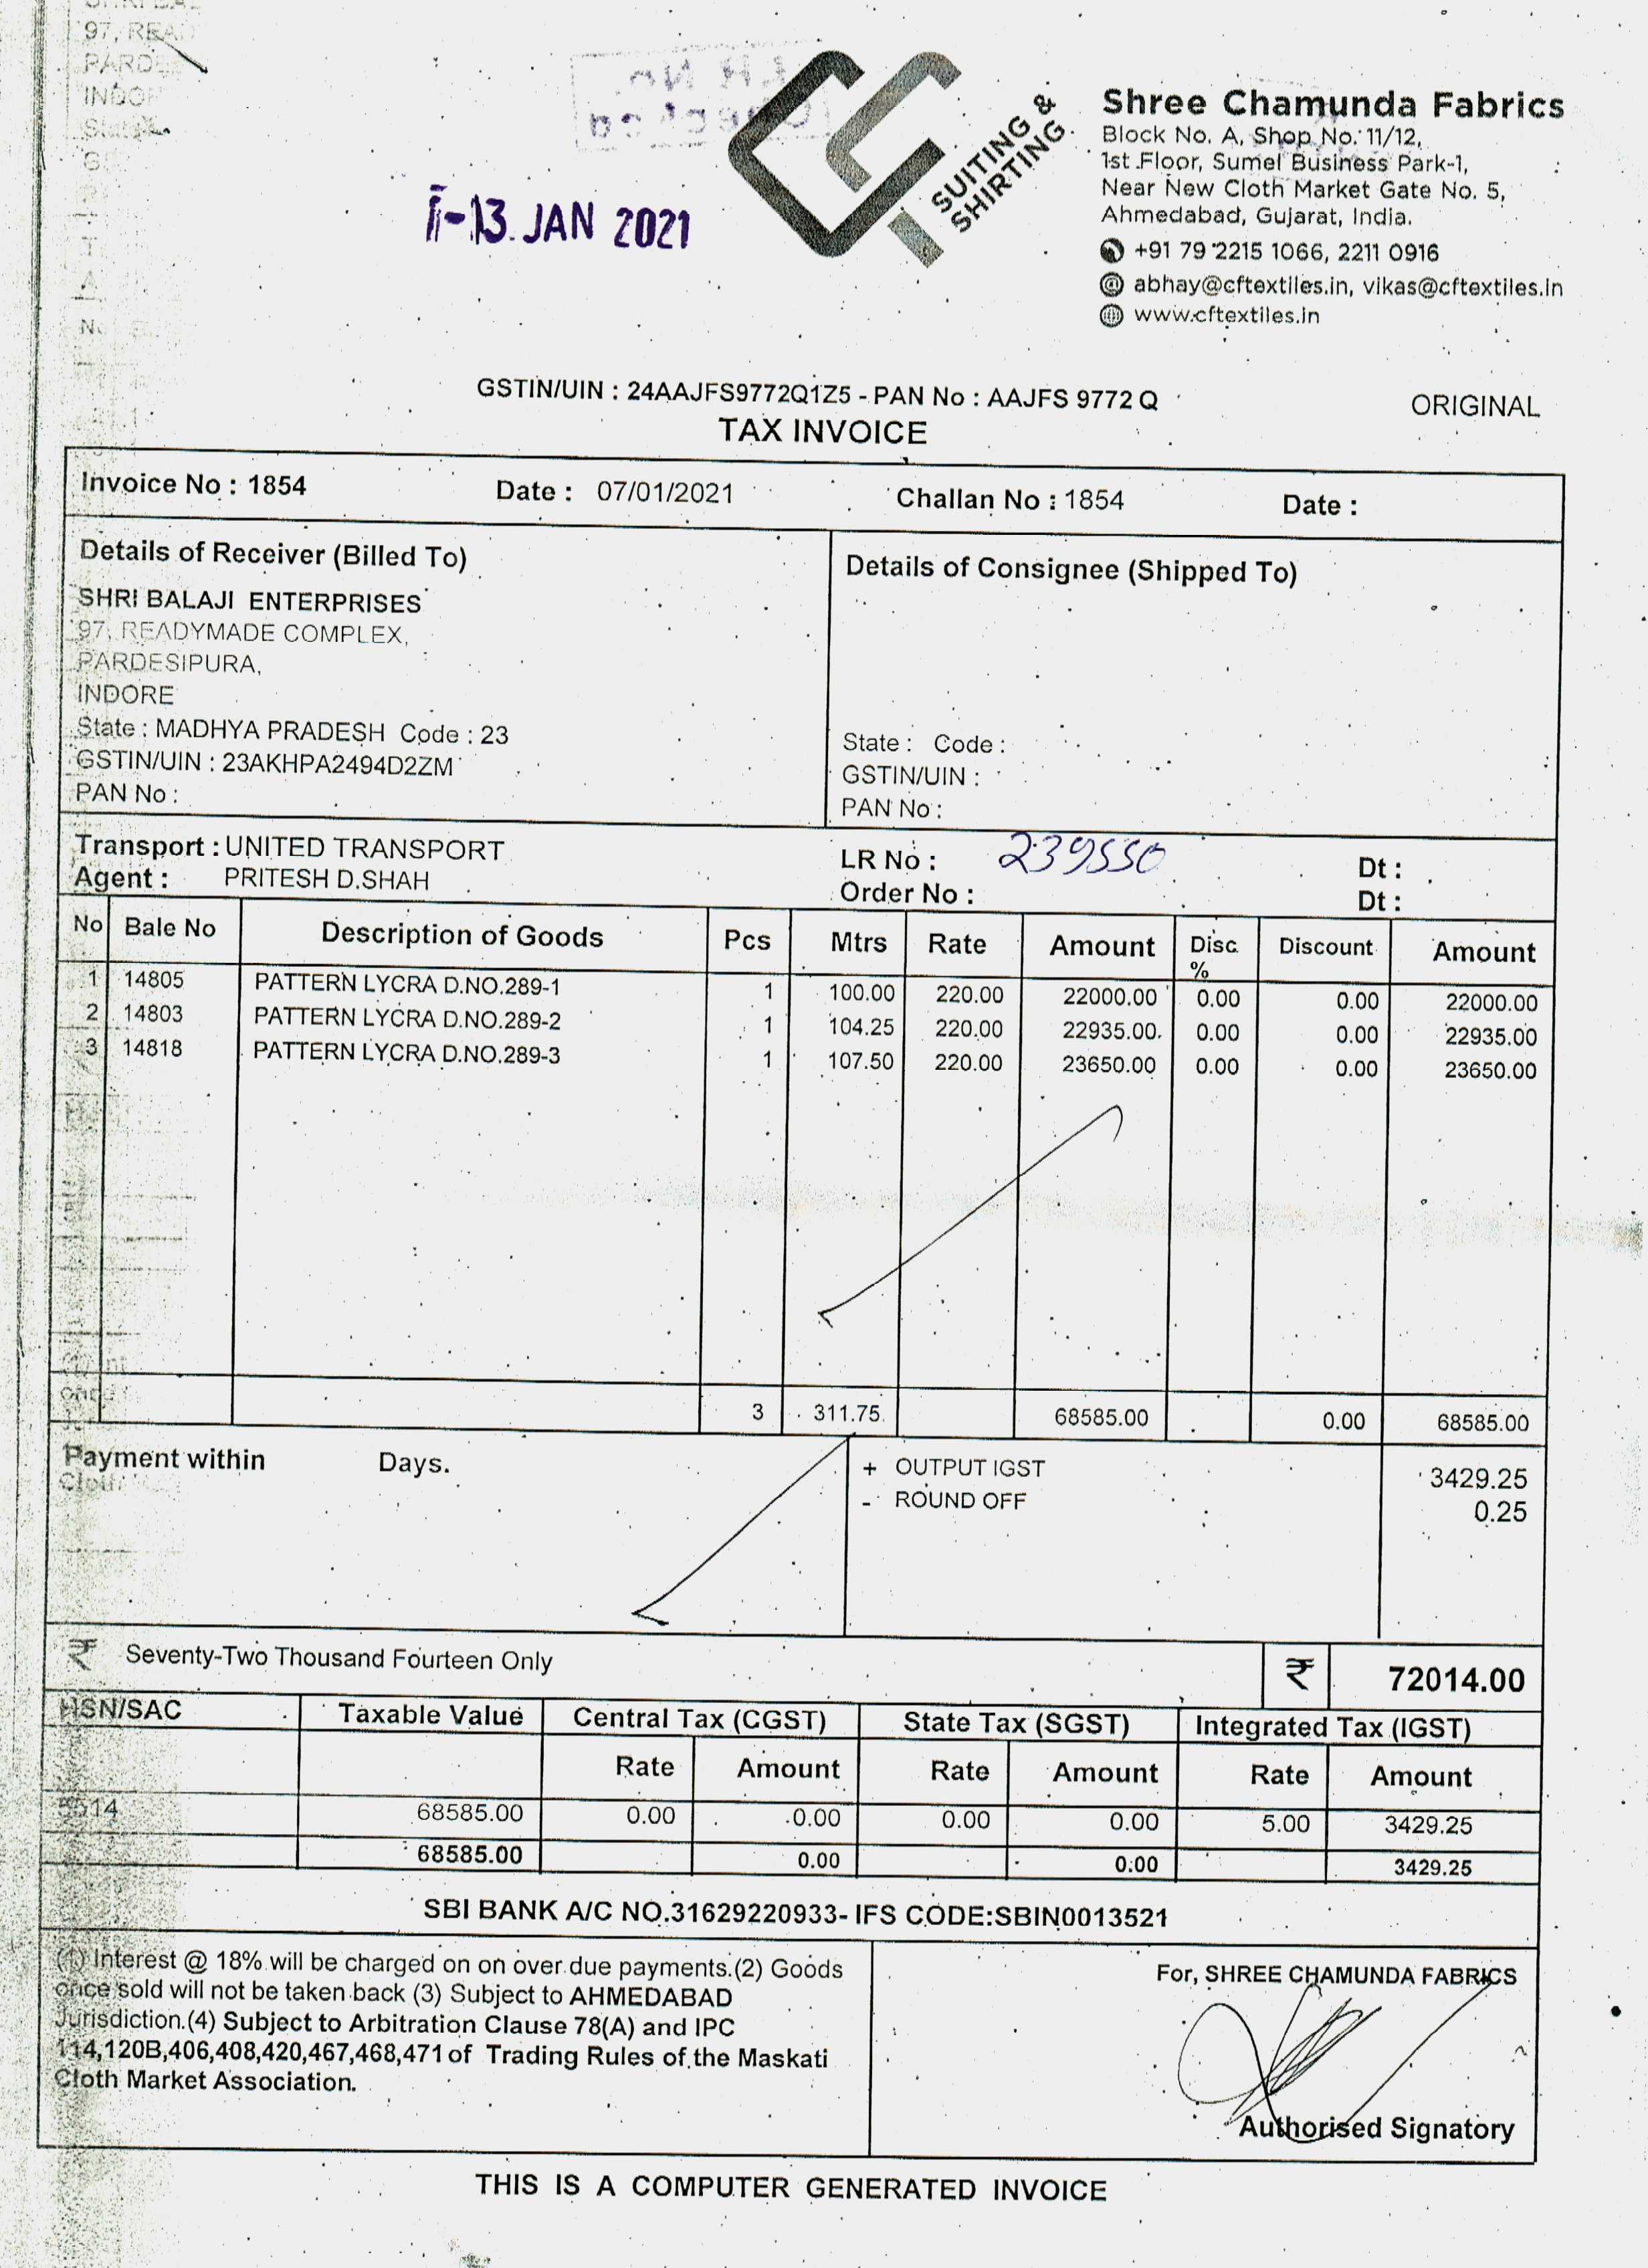 SUITING &
SHIRTING
Shree Chamunda Fabrics
Block No. A, Shop No. 11/12,
1st Floor, Sumel Business Park-1,
Near New Cloth Market Gate No. 5,
Ahmedabad, Gujarat, India.
+91 79 2215 1066, 2211 0916
abhay@cftextiles.in, vikas@cftextiles.in
www.cftextiles.in
13 JAN 2021
GSTIN/UIN : 24AAJFS9772Q1Z5 - PAN No : AAJFS 9772 Q
ORIGINAL
TAX INVOICE
Invoice No : 1854 Date : 07/01/2021 Challan No : 1854 Date :
Details of Receiver (Billed To)
SHRI BALAJI ENTERPRISES
97, READYMADE COMPLEX,
PARDESIPURA,
INDORE
State : MADHYA PRADESH Code : 23
GSTIN/UIN : 23AKHPA2494D2ZM
PAN No :
Details of Consignee (Shipped To)
State : Code :
GSTIN/UIN :
PAN No :
Transport : UNITED TRANSPORT
Agent : PRITESH D.SHAH
LR No : 239550 Dt :
Order No : Dt :
No Bale No Description of Goods Pcs Mtrs Rate Amount Disc % Discount Amount
1 14805 PATTERN LYCRA D.NO.289-1 1 100.00 220.00 22000.00 0.00 0.00 22000.00
2 14803 PATTERN LYCRA D.NO.289-2 1 104.25 220.00 22935.00 0.00 0.00 22935.00
3 14818 PATTERN LYCRA D.NO.289-3 1 107.50 220.00 23650.00 0.00 0.00 23650.00
3 311.75 68585.00 0.00 68585.00
Payment within Days.
+ OUTPUT IGST 3429.25
- ROUND OFF 0.25
₹ Seventy-Two Thousand Fourteen Only ₹ 72014.00
HSN/SAC Taxable Value Central Tax (CGST) State Tax (SGST) Integrated Tax (IGST)
Rate Amount Rate Amount Rate Amount
5514 68585.00 0.00 0.00 0.00 0.00 5.00 3429.25
68585.00 0.00 0.00 3429.25
SBI BANK A/C NO.31629220933- IFS CODE:SBIN0013521
(1) Interest @ 18% will be charged on on over due payments.(2) Goods
once sold will not be taken back (3) Subject to AHMEDABAD
Jurisdiction.(4) Subject to Arbitration Clause 78(A) and IPC
114,120B,406,408,420,467,468,471 of Trading Rules of the Maskati
Cloth Market Association.
For, SHREE CHAMUNDA FABRICS
Authorised Signatory
THIS IS A COMPUTER GENERATED INVOICE